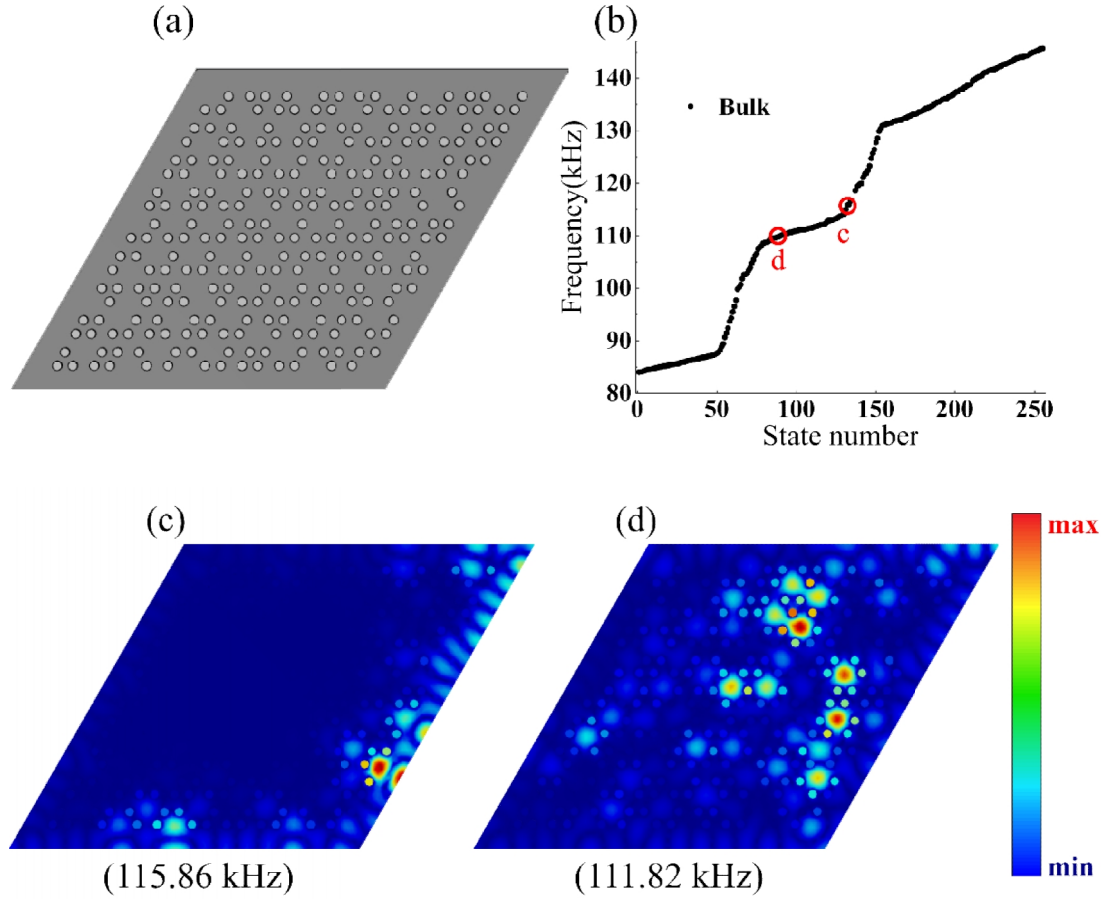 (a)
(b)
Frequency(kHz)
140
130
120
110
100
90
80
Bulk
c
d
0
50
100
150
200
250
State number
(c)
(d)
max
min
(115.86 kHz)
(111.82 kHz)